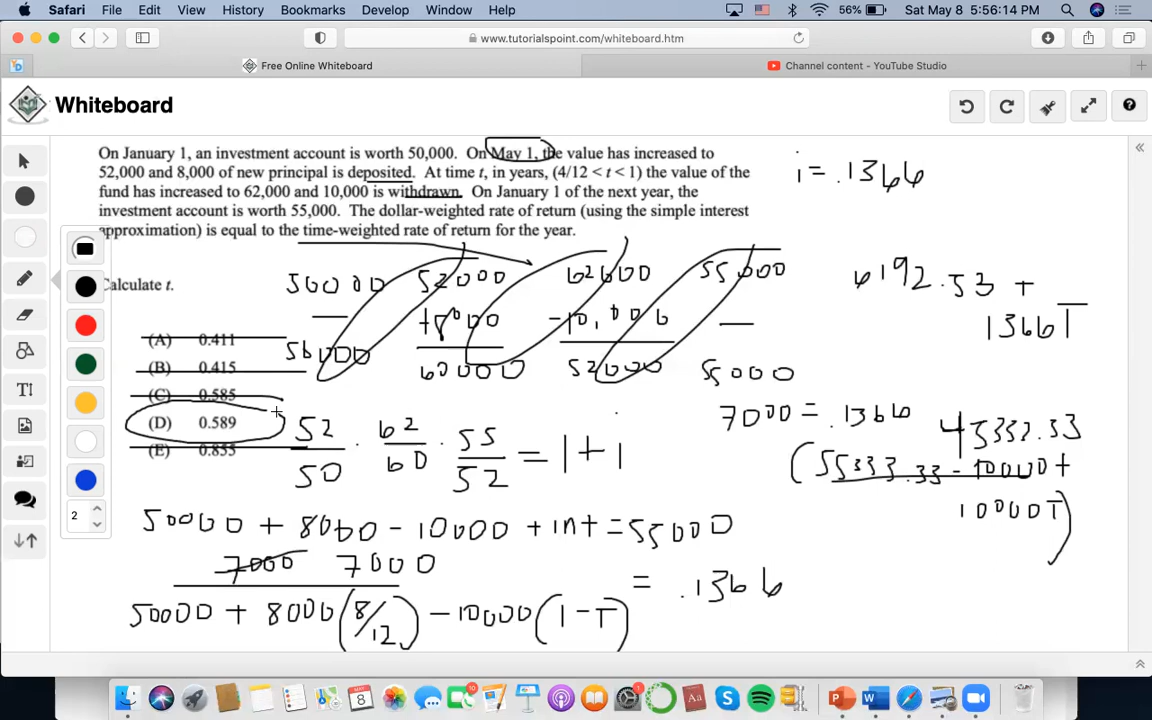 Safari File Edit View History Bookmarks Develop Window Help 56% Sat May 8 5:56:14 PM
www.tutorialspoint.com/whiteboard.htm
Free Online Whiteboard
Channel content - YouTube Studio
Whiteboard
On January 1, an investment account is worth 50,000. On May 1, the value has increased to
52,000 and 8,000 of new principal is deposited. At time t, in years, (4/12 < t < 1) the value of the
fund has increased to 62,000 and 10,000 is withdrawn. On January 1 of the next year, the
investment account is worth 55,000. The dollar-weighted rate of return (using the simple interest
approximation) is equal to the time-weighted rate of return for the year.
i = .1366
Calculate t.
50000 52000 62000 55000
+8000 -10,000
50000 60000 52000 55000
6192.53 +
1366T
(A) 0.411
(B) 0.415
(C) 0.585
(D) 0.589
(E) 0.855
52/50 · 62/60 · 55/52 = 1+i
7000 = .1366
45333.33
(55333.33 - 10000 +
10000T)
50000 + 8000 - 10000 + int = 55000
7000 7000
50000 + 8000 (8/12) - 10000 (1-T)
= .1366
2